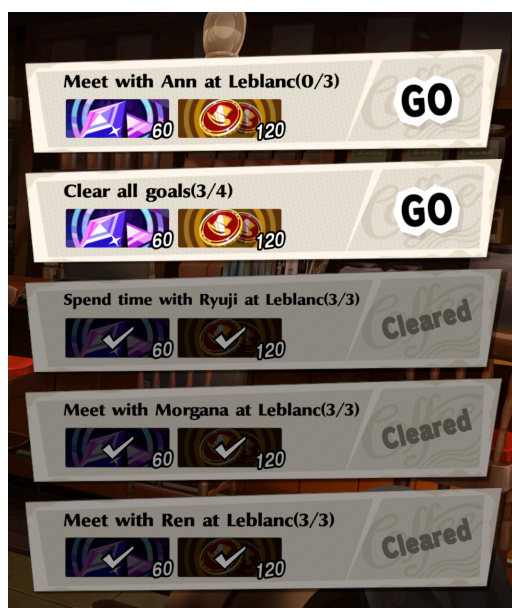 Meet with Ann at Leblanc(0/3)
60
120
GO
Clear all goals(3/4)
60
120
GO
Spend time with Ryuji at Leblanc(3/3)
60
120
Cleared
Meet with Morgana at Leblanc(3/3)
60
120
Cleared
Meet with Ren at Leblanc(3/3)
60
120
Cleared